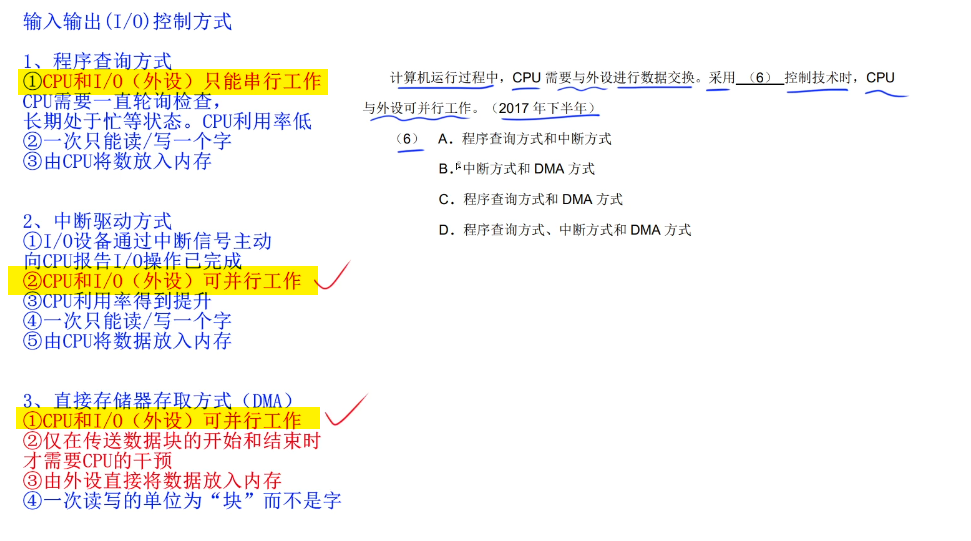 输入输出(I/O)控制方式
1、程序查询方式
①CPU和I/O（外设）只能串行工作
CPU需要一直轮询检查，
长期处于忙等状态。CPU利用率低
②一次只能读/写一个字
③由CPU将数放入内存
2、中断驱动方式
①I/O设备通过中断信号主动
向CPU报告I/O操作已完成
②CPU和I/O（外设）可并行工作
③CPU利用率得到提升
④一次只能读/写一个字
⑤由CPU将数据放入内存
3、直接存储器存取方式（DMA）
①CPU和I/O（外设）可并行工作
②仅在传送数据块的开始和结束时
才需要CPU的干预
③由外设直接将数据放入内存
④一次读写的单位为“块”而不是字
计算机运行过程中，CPU 需要与外设进行数据交换。采用（6）控制技术时，CPU
与外设可并行工作。（2017 年下半年）
（6） A．程序查询方式和中断方式
B．中断方式和 DMA 方式
C．程序查询方式和 DMA 方式
D．程序查询方式、中断方式和 DMA 方式